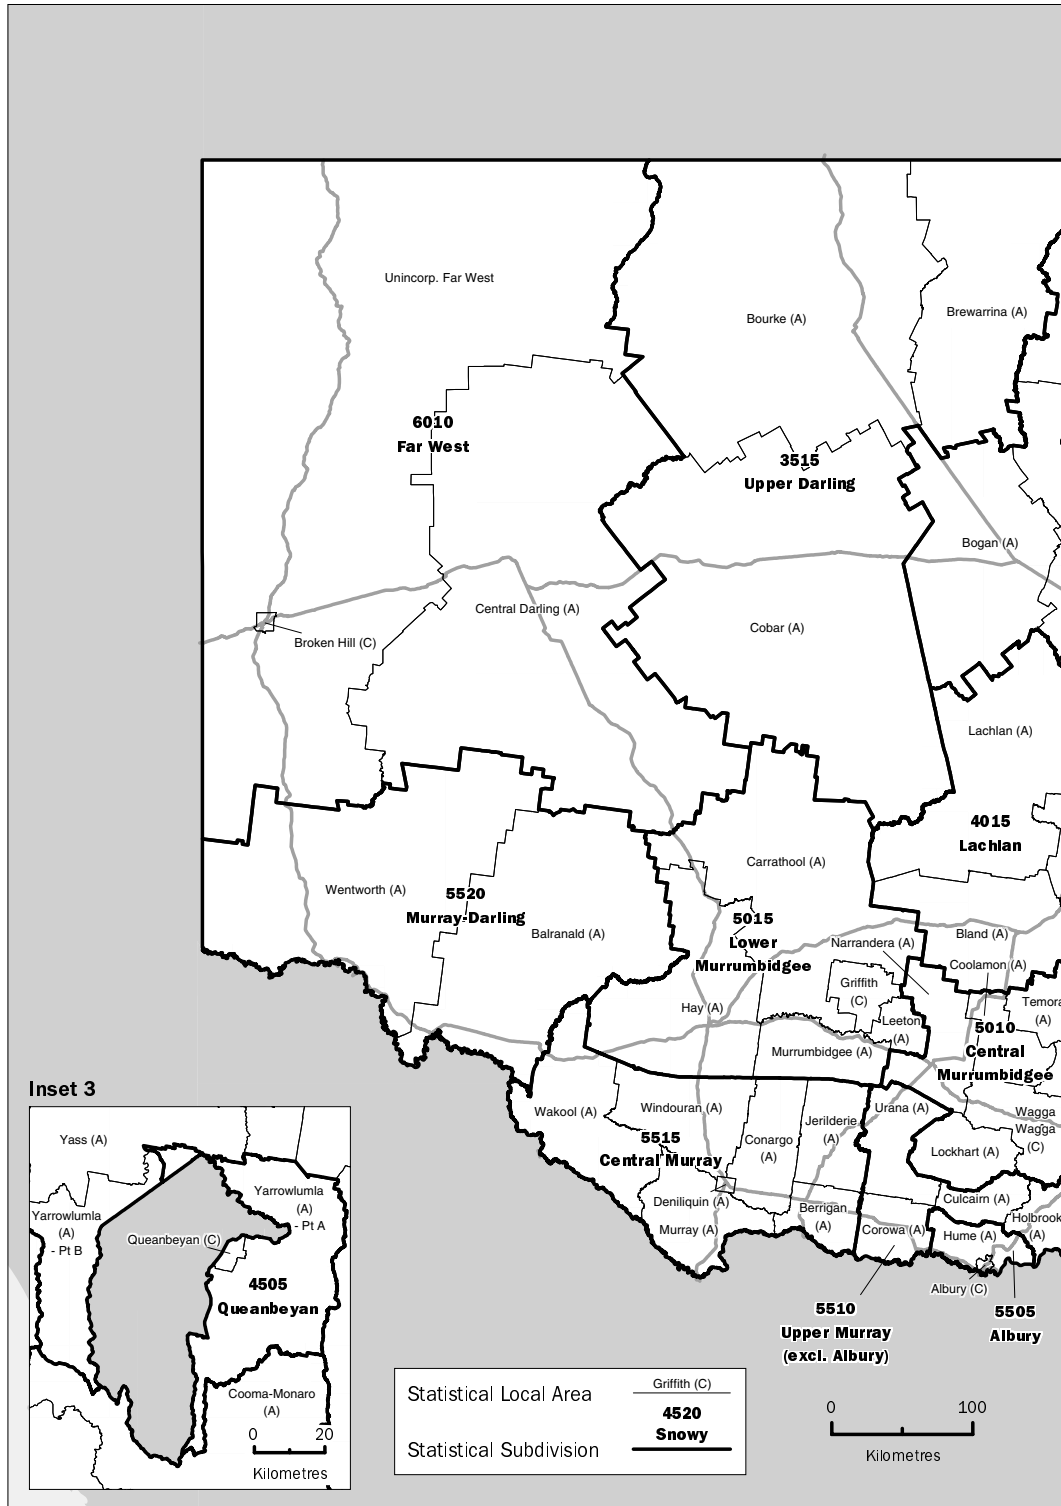 Unincorp. Far West
Bourke (A)
Brewarrina (A)
6010
Far West
3515
Upper Darling
Bogan (A)
Central Darling (A)
Cobar (A)
Broken Hill (C)
Lachlan (A)
4015
Lachlan
Carrathool (A)
Wentworth (A)
5520
Murray-Darling
Balranald (A)
5015
Lower
Murrumbidgee
Narrandera (A)
Bland (A)
Coolamon (A)
Griffith
(C)
Hay (A)
Leeton
(A)
Temora
(A)
5010
Central
Murrumbidgee
Murrumbidgee (A)
Wakool (A)
Windouran (A)
Jerilderie
(A)
Urana (A)
Wagga
Wagga
(C)
5515
Central Murray
Conargo
(A)
Lockhart (A)
Deniliquin (A)
Murray (A)
Berrigan
(A)
Corowa (A)
Culcairn (A)
Hume (A)
Holbrook
(A)
Albury (C)
5510
Upper Murray
(excl. Albury)
5505
Albury
Inset 3
Yass (A)
Yarrowlumla
(A)
- Pt A
Yarrowlumla
(A)
- Pt B
Queanbeyan (C)
4505
Queanbeyan
Cooma-Monaro
(A)
0 20
Kilometres
Statistical Local Area
Griffith (C)
4520
Snowy
Statistical Subdivision
0 100
Kilometres